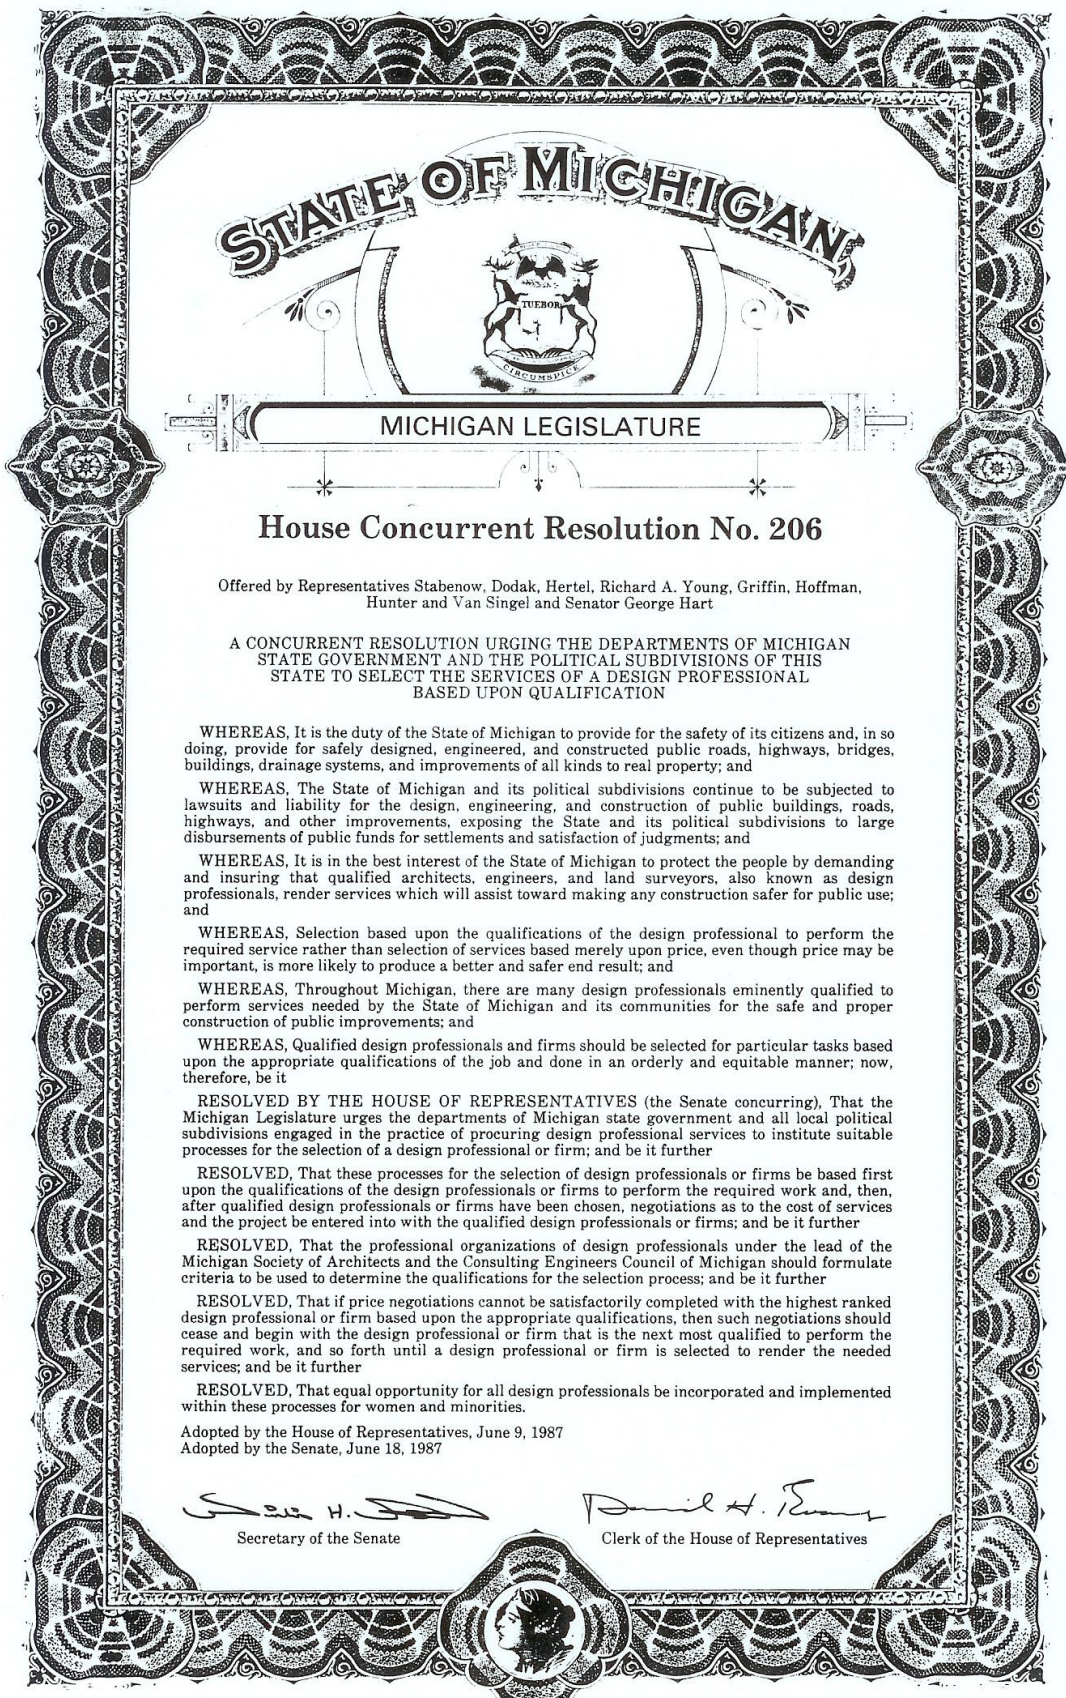 STATE OF MICHIGAN,
TUEBOR
CIRCUMSPICE
MICHIGAN LEGISLATURE
House Concurrent Resolution No. 206
Offered by Representatives Stabenow, Dodak, Hertel, Richard A. Young, Griffin, Hoffman,
Hunter and Van Singel and Senator George Hart
A CONCURRENT RESOLUTION URGING THE DEPARTMENTS OF MICHIGAN
STATE GOVERNMENT AND THE POLITICAL SUBDIVISIONS OF THIS
STATE TO SELECT THE SERVICES OF A DESIGN PROFESSIONAL
BASED UPON QUALIFICATION
WHEREAS, It is the duty of the State of Michigan to provide for the safety of its citizens and, in so
doing, provide for safely designed, engineered, and constructed public roads, highways, bridges,
buildings, drainage systems, and improvements of all kinds to real property; and
WHEREAS, The State of Michigan and its political subdivisions continue to be subjected to
lawsuits and liability for the design, engineering, and construction of public buildings, roads,
highways, and other improvements, exposing the State and its political subdivisions to large
disbursements of public funds for settlements and satisfaction of judgments; and
WHEREAS, It is in the best interest of the State of Michigan to protect the people by demanding
and insuring that qualified architects, engineers, and land surveyors, also known as design
professionals, render services which will assist toward making any construction safer for public use;
and
WHEREAS, Selection based upon the qualifications of the design professional to perform the
required service rather than selection of services based merely upon price, even though price may be
important, is more likely to produce a better and safer end result; and
WHEREAS, Throughout Michigan, there are many design professionals eminently qualified to
perform services needed by the State of Michigan and its communities for the safe and proper
construction of public improvements; and
WHEREAS, Qualified design professionals and firms should be selected for particular tasks based
upon the appropriate qualifications of the job and done in an orderly and equitable manner; now,
therefore, be it
RESOLVED BY THE HOUSE OF REPRESENTATIVES (the Senate concurring), That the
Michigan Legislature urges the departments of Michigan state government and all local political
subdivisions engaged in the practice of procuring design professional services to institute suitable
processes for the selection of a design professional or firm; and be it further
RESOLVED, That these processes for the selection of design professionals or firms be based first
upon the qualifications of the design professionals or firms to perform the required work and, then,
after qualified design professionals or firms have been chosen, negotiations as to the cost of services
and the project be entered into with the qualified design professionals or firms; and be it further
RESOLVED, That the professional organizations of design professionals under the lead of the
Michigan Society of Architects and the Consulting Engineers Council of Michigan should formulate
criteria to be used to determine the qualifications for the selection process; and be it further
RESOLVED, That if price negotiations cannot be satisfactorily completed with the highest ranked
design professional or firm based upon the appropriate qualifications, then such negotiations should
cease and begin with the design professional or firm that is the next most qualified to perform the
required work, and so forth until a design professional or firm is selected to render the needed
services; and be it further
RESOLVED, That equal opportunity for all design professionals be incorporated and implemented
within these processes for women and minorities.
Adopted by the House of Representatives, June 9, 1987
Adopted by the Senate, June 18, 1987
Secretary of the Senate
Clerk of the House of Representatives